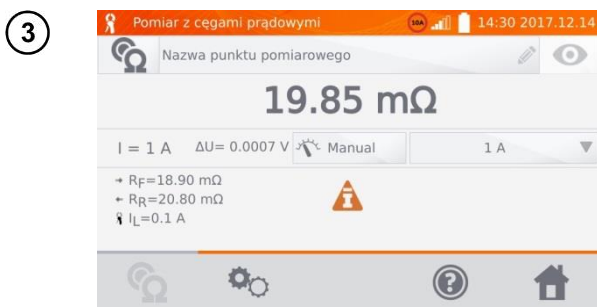 3
Pomiar z cęgami prądowymi 10A 14:30 2017.12.14
Nazwa punktu pomiarowego
19.85 mΩ
I = 1 A ΔU= 0.0007 V Manual 1 A
→ RF=18.90 mΩ
← RR=20.80 mΩ
IL=0.1 A